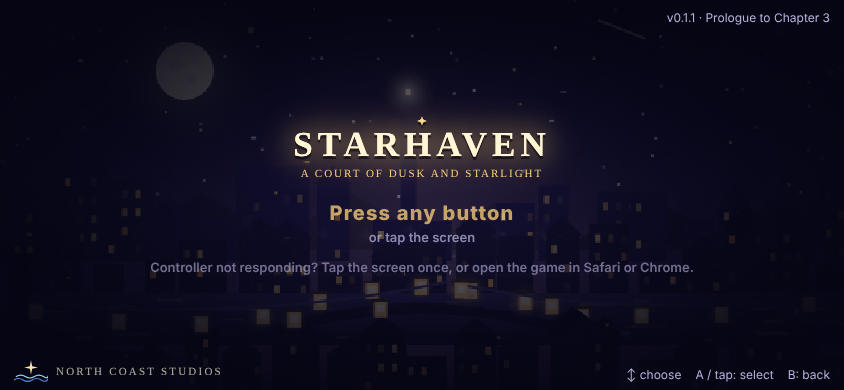 v0.1.1 · Prologue to Chapter 3
STARHAVEN
A COURT OF DUSK AND STARLIGHT
Press any button
or tap the screen
Controller not responding? Tap the screen once, or open the game in Safari or Chrome.
NORTH COAST STUDIOS
↕ choose A / tap: select B: back